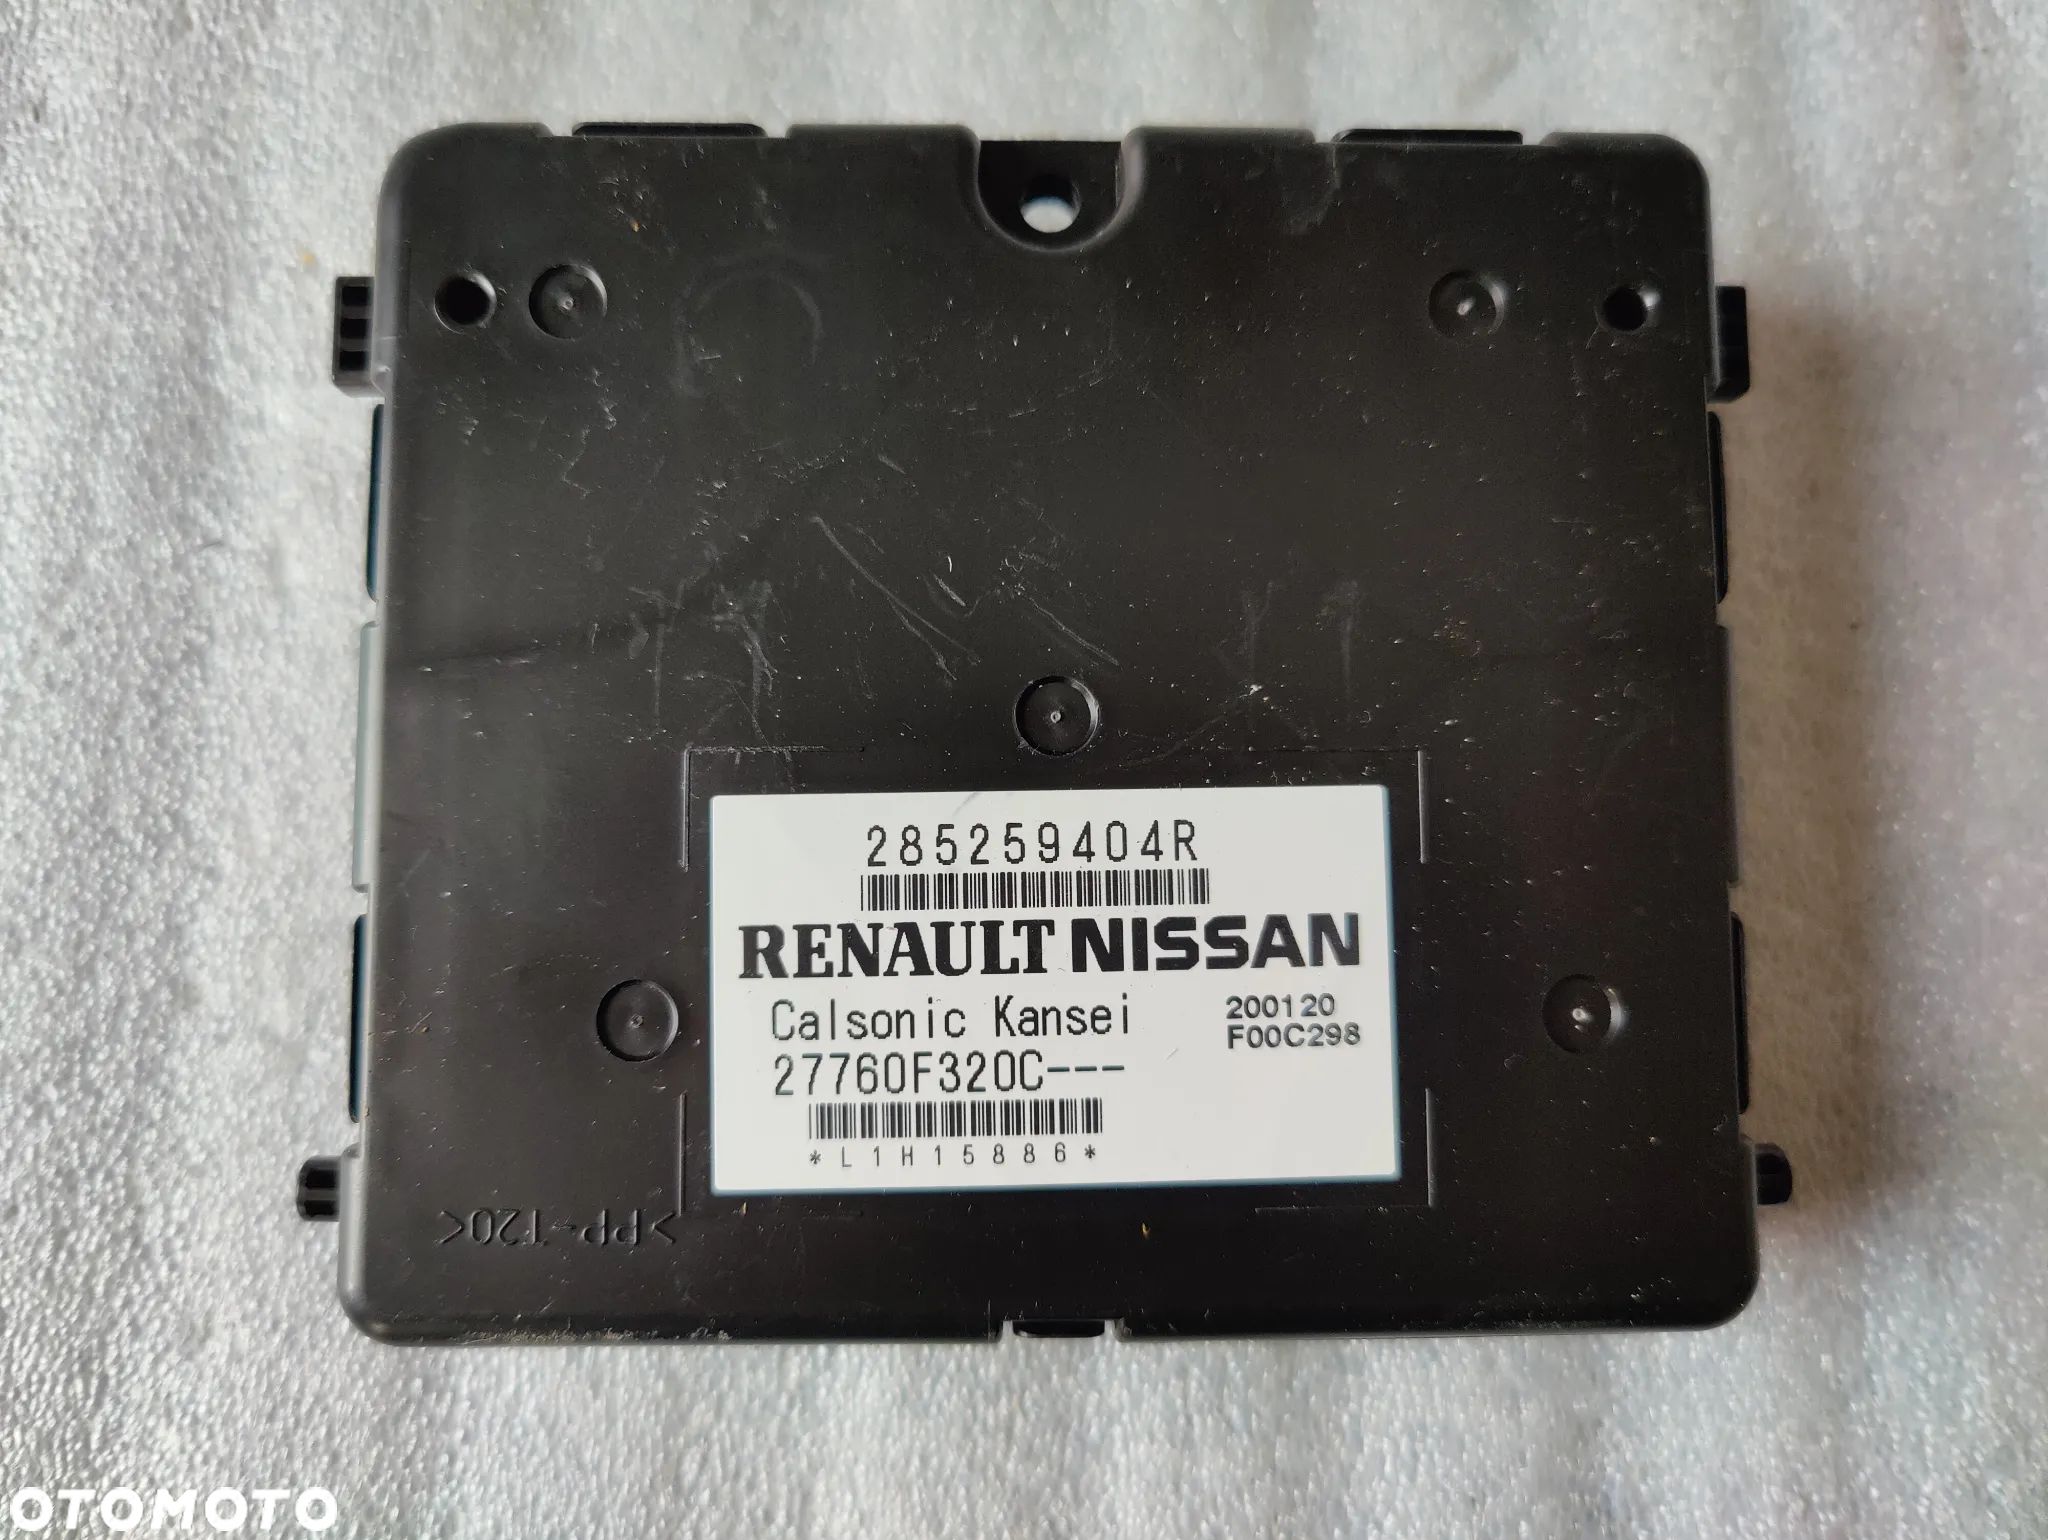 285259404R
RENAULT NISSAN
Calsonic Kansei
200120
F00C298
27760F320C---
*L1H15886*
>PP-T20<
OTOMOTO